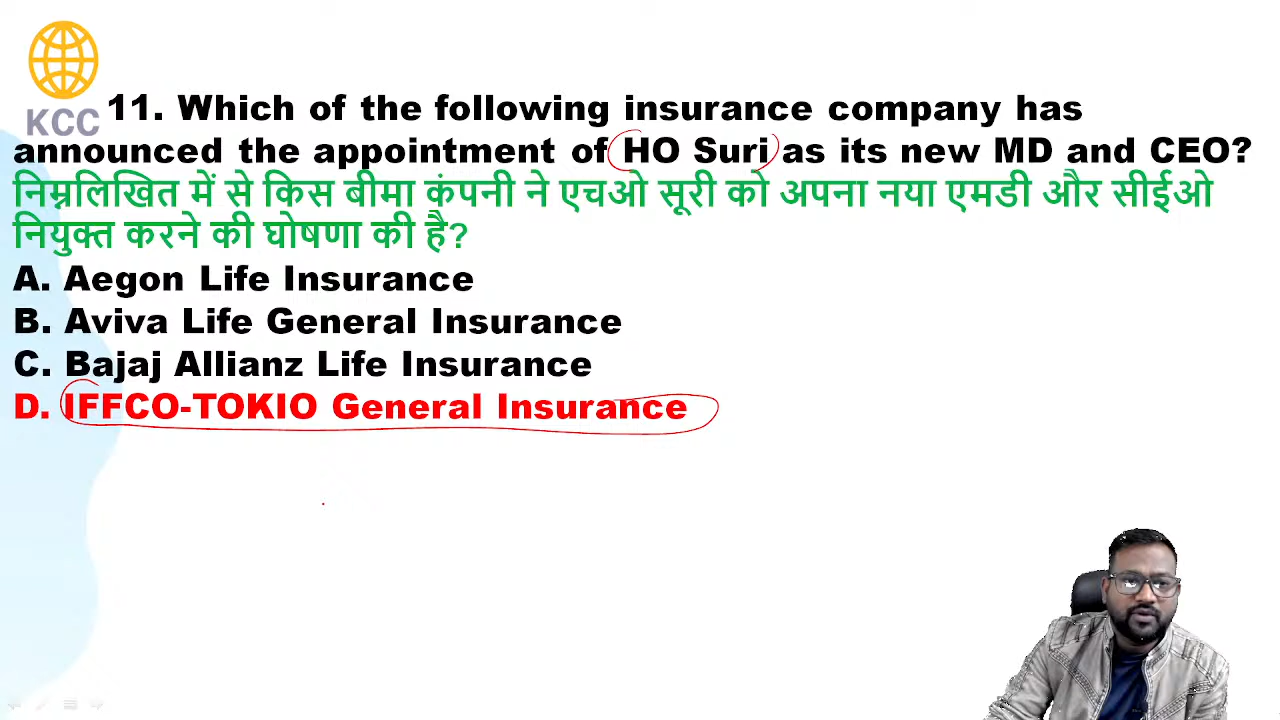 KCC
11. Which of the following insurance company has
announced the appointment of HO Suri as its new MD and CEO?
निम्नलिखित में से किस बीमा कंपनी ने एचओ सूरी को अपना नया एमडी और सीईओ
नियुक्त करने की घोषणा की है?
A. Aegon Life Insurance
B. Aviva Life General Insurance
C. Bajaj Allianz Life Insurance
D. IFFCO-TOKIO General Insurance